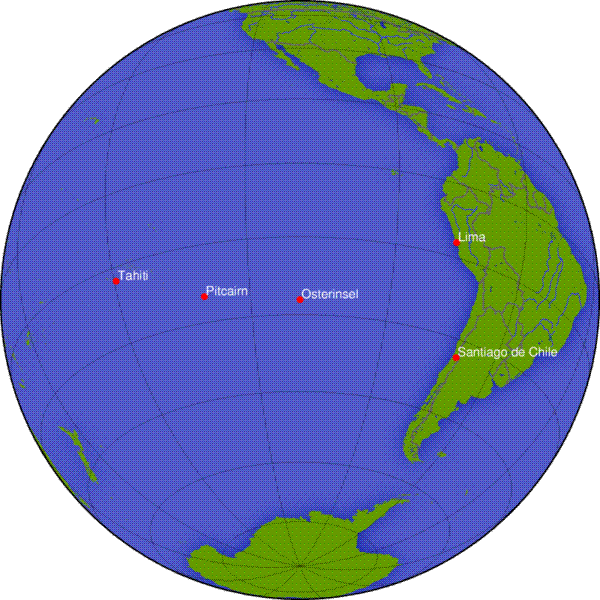 Lima
Tahiti
Pitcairn
Osterinsel
Santiago de Chile